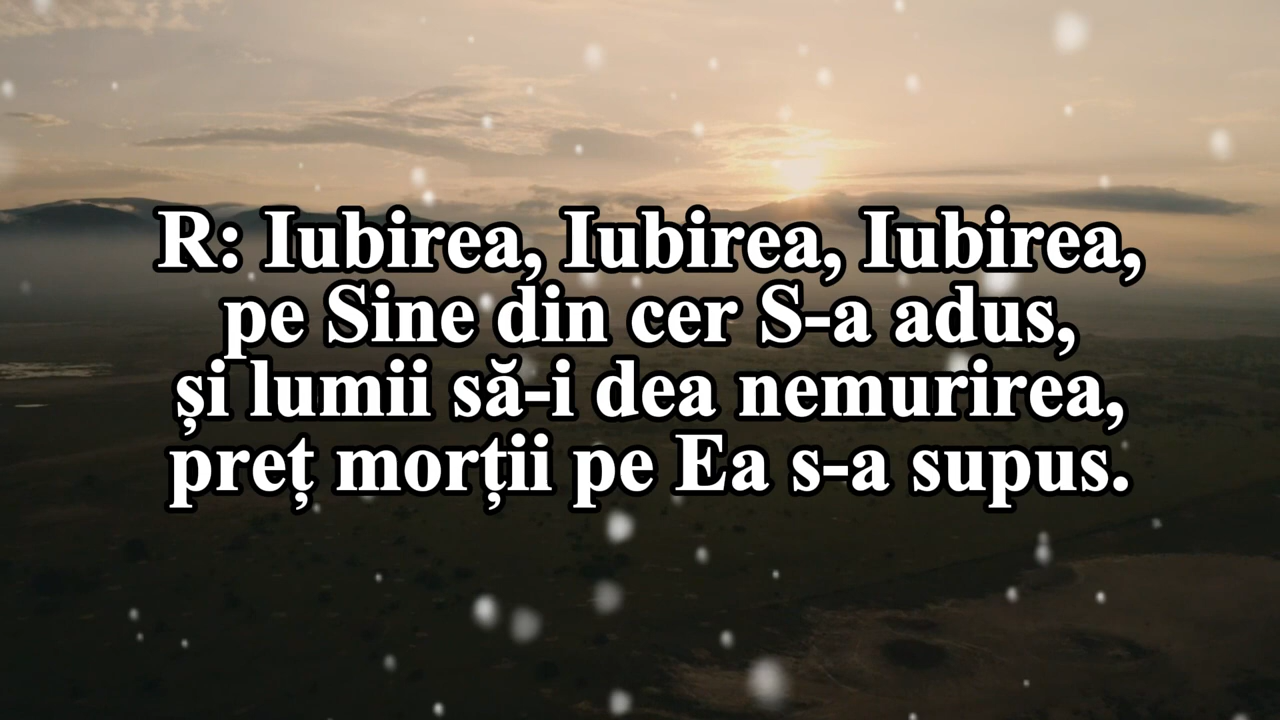 R: Iubirea, Iubirea, Iubirea,
pe Sine din cer S-a adus,
și lumii să-i dea nemurirea,
preț morții pe Ea s-a supus.